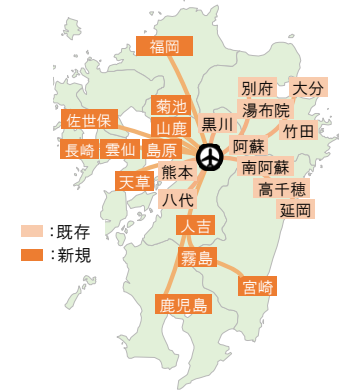 福岡
別府
大分
菊池
湯布院
佐世保
山鹿
黒川
竹田
長崎
雲仙
島原
阿蘇
熊本
南阿蘇
天草
高千穂
八代
延岡
人吉
:既存
:新規
霧島
宮崎
鹿児島